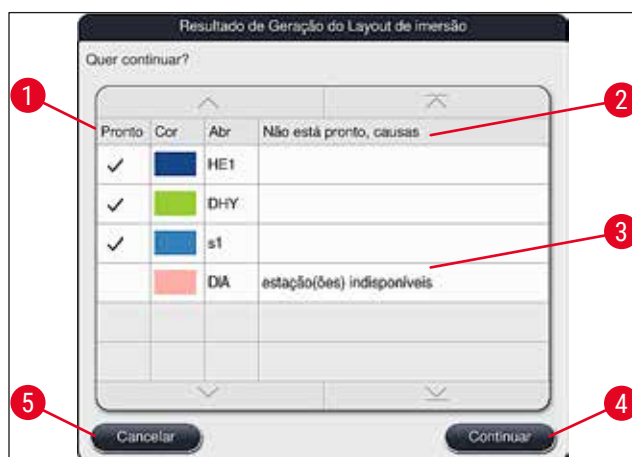 Resultado de Geração do Layout de imersão
Quer continuar?
1
2
Pronto Cor Abr Não está pronto, causas
HE1
DHY
3
s1
DIA estação(ões) indisponíveis
5
4
Cancelar Continuar